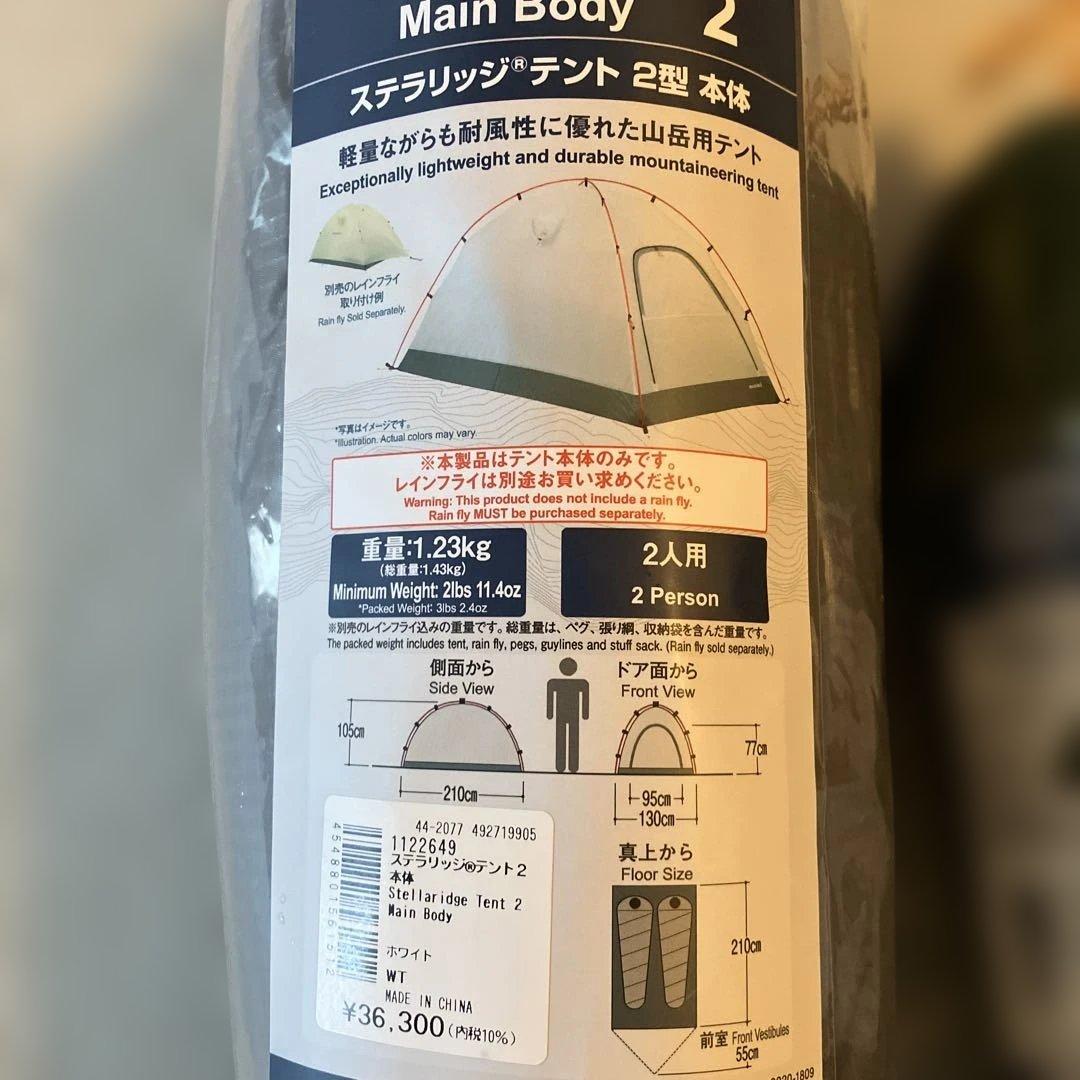 Main Body 2
ステラリッジ®テント 2型 本体
軽量ながらも耐風性に優れた山岳用テント
Exceptionally lightweight and durable mountaineering tent
別売のレインフライ
取り付け例
Rain fly Sold Separately.
*写真はイメージです。
*Illustration. Actual colors may vary.
※本製品はテント本体のみです。
レインフライは別途お買い求めください。
Warning: This product does not include a rain fly.
Rain fly MUST be purchased separately.
重量:1.23kg
(総重量:1.43kg)
Minimum Weight: 2lbs 11.4oz
*Packed Weight: 3lbs 2.4oz
2人用
2 Person
※別売のレインフライ込みの重量です。総重量は、ペグ、張り綱、収納袋を含んだ重量です。
The packed weight includes tent, rain fly, pegs, guylines and stuff sack. (Rain fly sold separately.)
側面から
Side View
ドア面から
Front View
105cm
77cm
210cm
95cm
130cm
真上から
Floor Size
210cm
前室 Front Vestibules
55cm
44-2077 492719905
1122649
ステラリッジ®テント2
本体
Stellaridge Tent 2
Main Body
ホワイト
WT
MADE IN CHINA
¥36,300(内税10%)